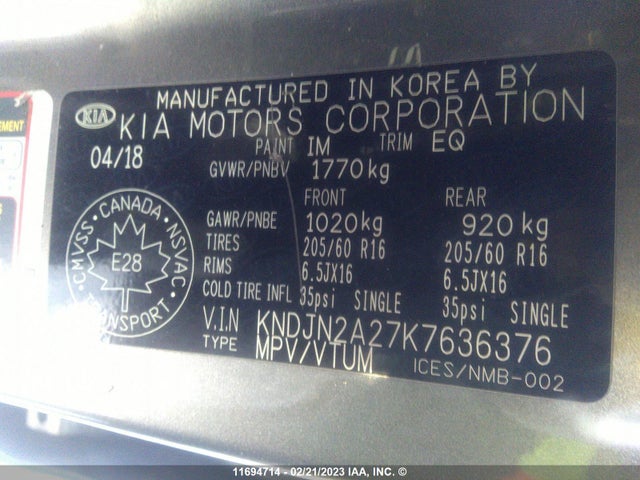 EMENT
MANUFACTURED IN KOREA BY
KIA KIA MOTORS CORPORATION
04/18 PAINT IM TRIM EQ
GVWR/PNBV 1770kg
FRONT REAR
GAWR/PNBE 1020kg 920kg
TIRES 205/60 R16 205/60 R16
RIMS 6.5JX16 6.5JX16
COLD TIRE INFL 35psi SINGLE 35psi SINGLE
V.I.N KNDJN2A27K7636376
TYPE MPV/VTUM ICES/NMB-002
CMVSS • CANADA • NSVAC • TRANSPORT •
E28
11694714 - 02/21/2023 IAA, INC. ©